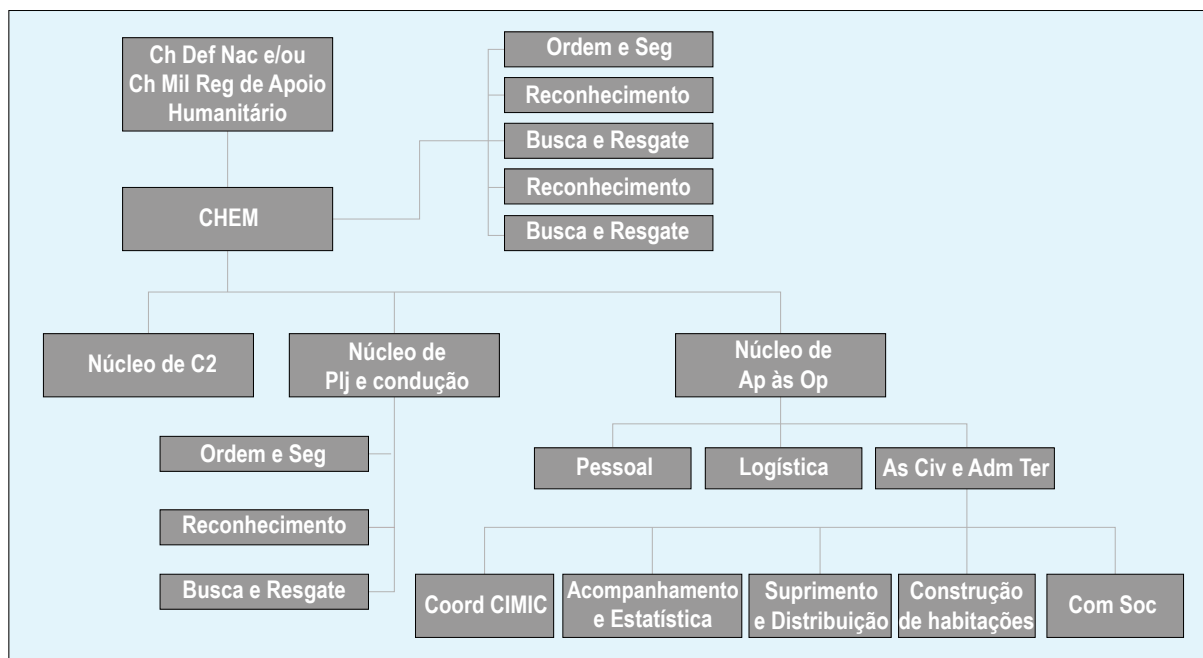 Ch Def Nac e/ou
Ch Mil Reg de Apoio
Humanitário
Ordem e Seg
Reconhecimento
Busca e Resgate
Reconhecimento
Busca e Resgate
CHEM
Núcleo de C2
Núcleo de
Plj e condução
Núcleo de
Ap às Op
Ordem e Seg
Reconhecimento
Busca e Resgate
Pessoal
Logística
As Civ e Adm Ter
Coord CIMIC
Acompanhamento
e Estatística
Suprimento
e Distribuição
Construção
de habitações
Com Soc